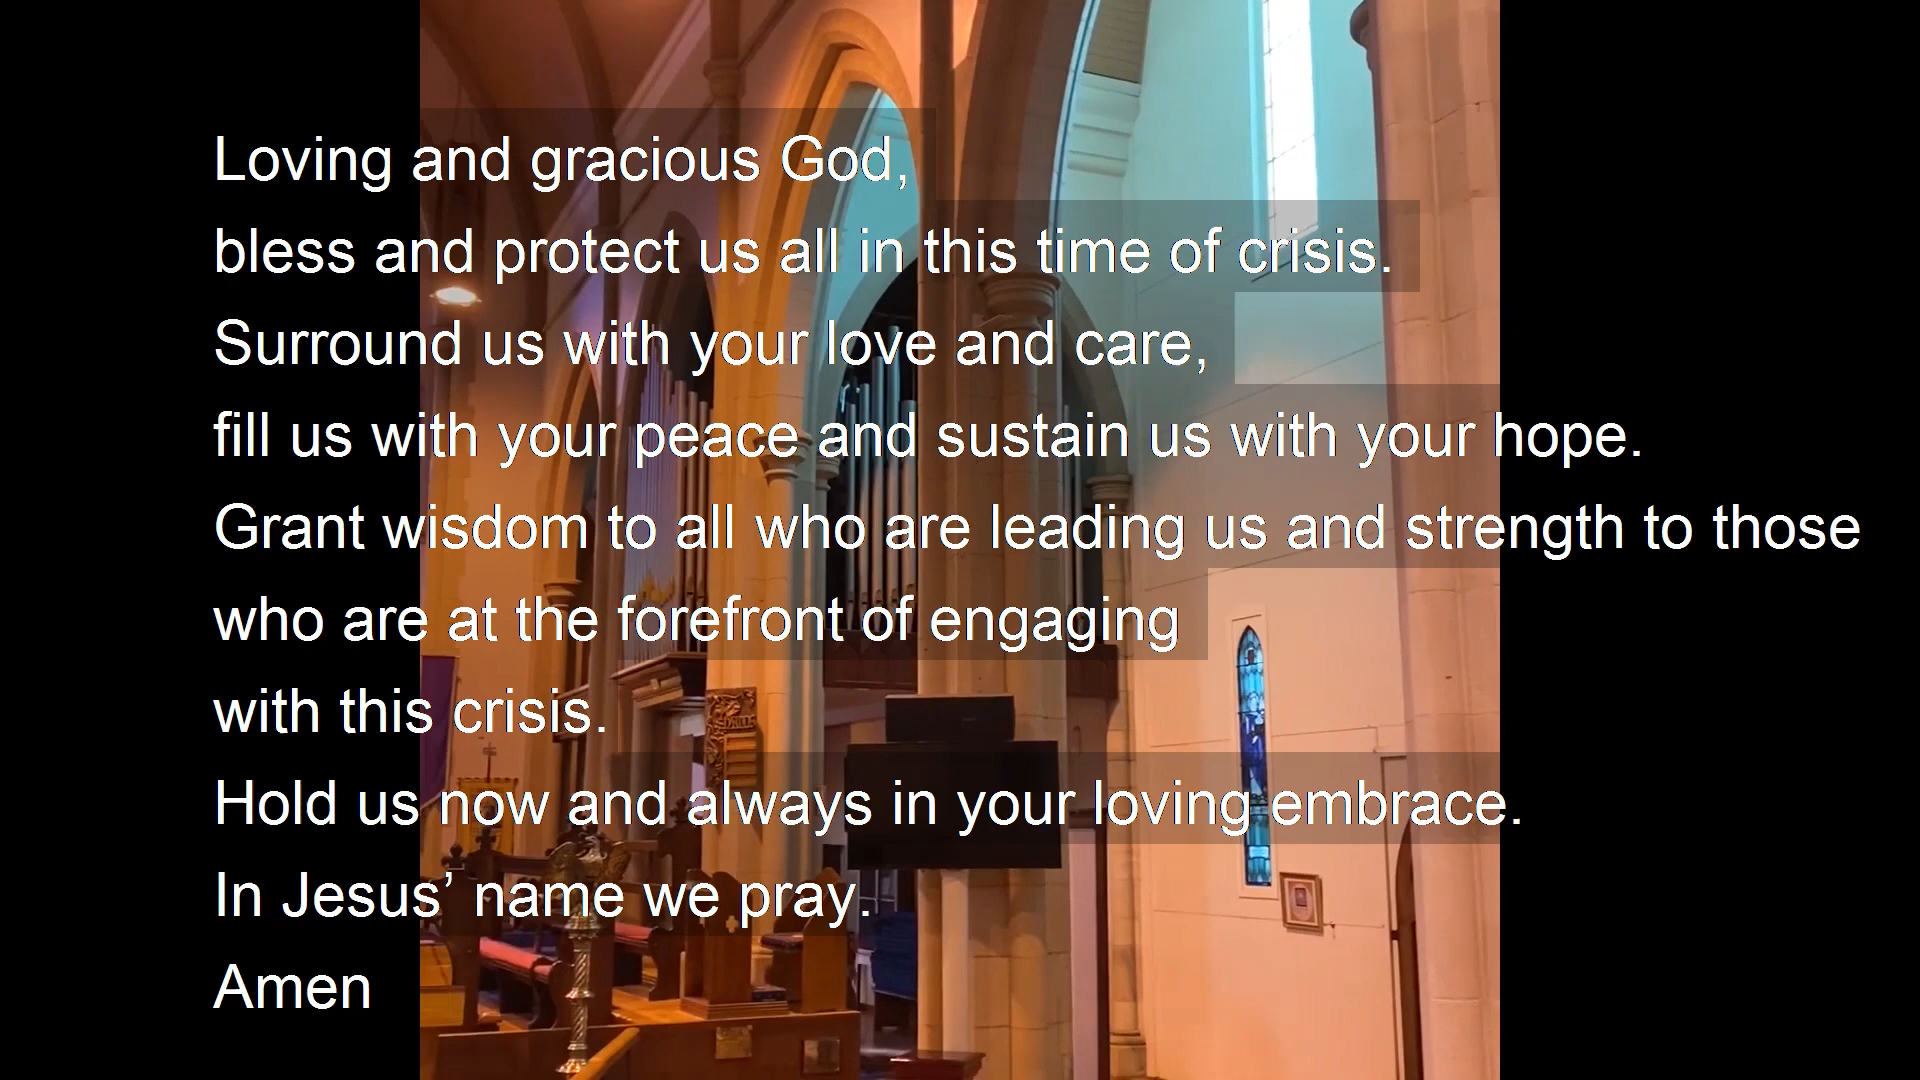 Loving and gracious God,
bless and protect us all in this time of crisis.
Surround us with your love and care,
fill us with your peace and sustain us with your hope.
Grant wisdom to all who are leading us and strength to those
who are at the forefront of engaging
with this crisis.
Hold us now and always in your loving embrace.
In Jesus’ name we pray.
Amen